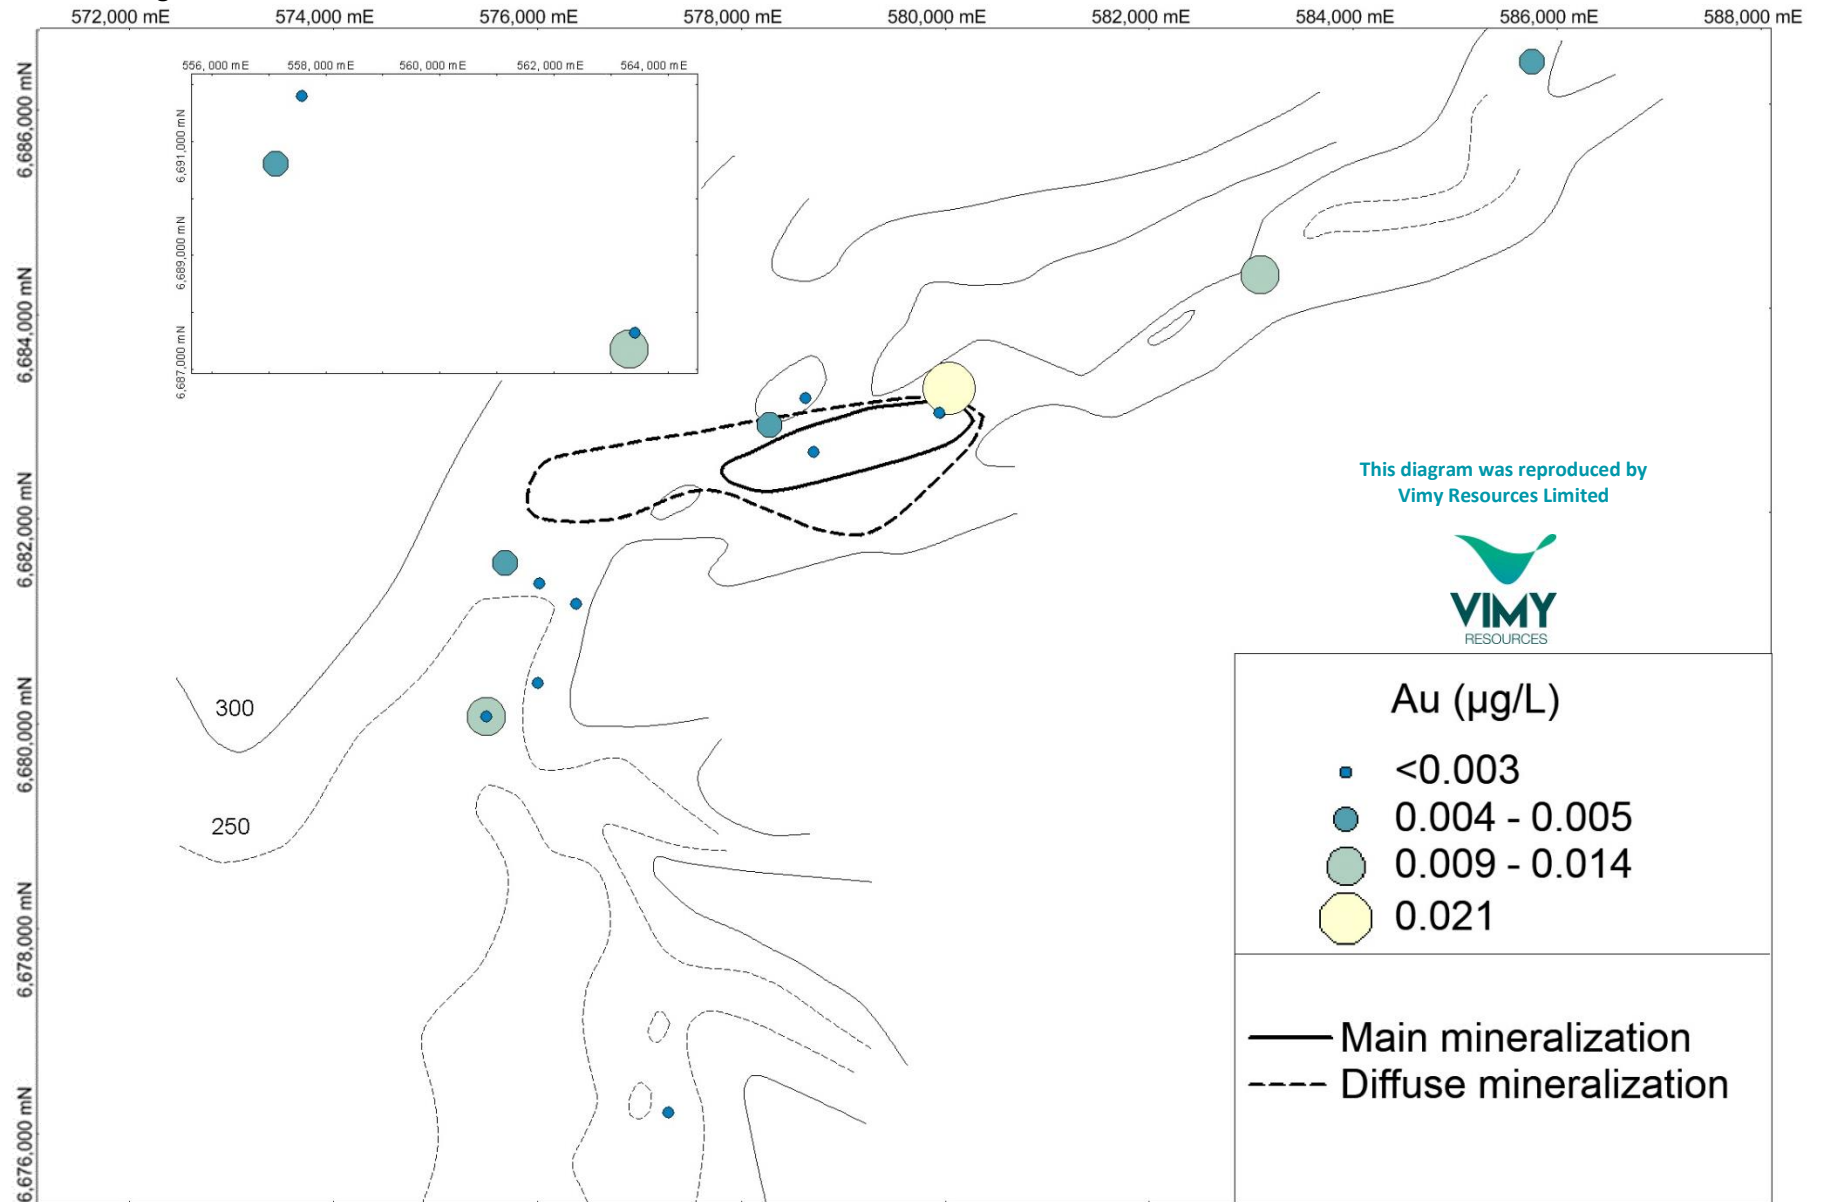 572,000 mE 574,000 mE 576,000 mE 578,000 mE 580,000 mE 582,000 mE 584,000 mE 586,000 mE 588,000 mE
6,686,000 mN
6,684,000 mN
6,682,000 mN
6,680,000 mN
6,678,000 mN
6,676,000 mN
556,000 mE 558,000 mE 560,000 mE 562,000 mE 564,000 mE
6,691,000 mN
6,689,000 mN
6,687,000 mN
300
250
This diagram was reproduced by
Vimy Resources Limited
VIMY
RESOURCES
Au (µg/L)
<0.003
0.004 - 0.005
0.009 - 0.014
0.021
Main mineralization
Diffuse mineralization